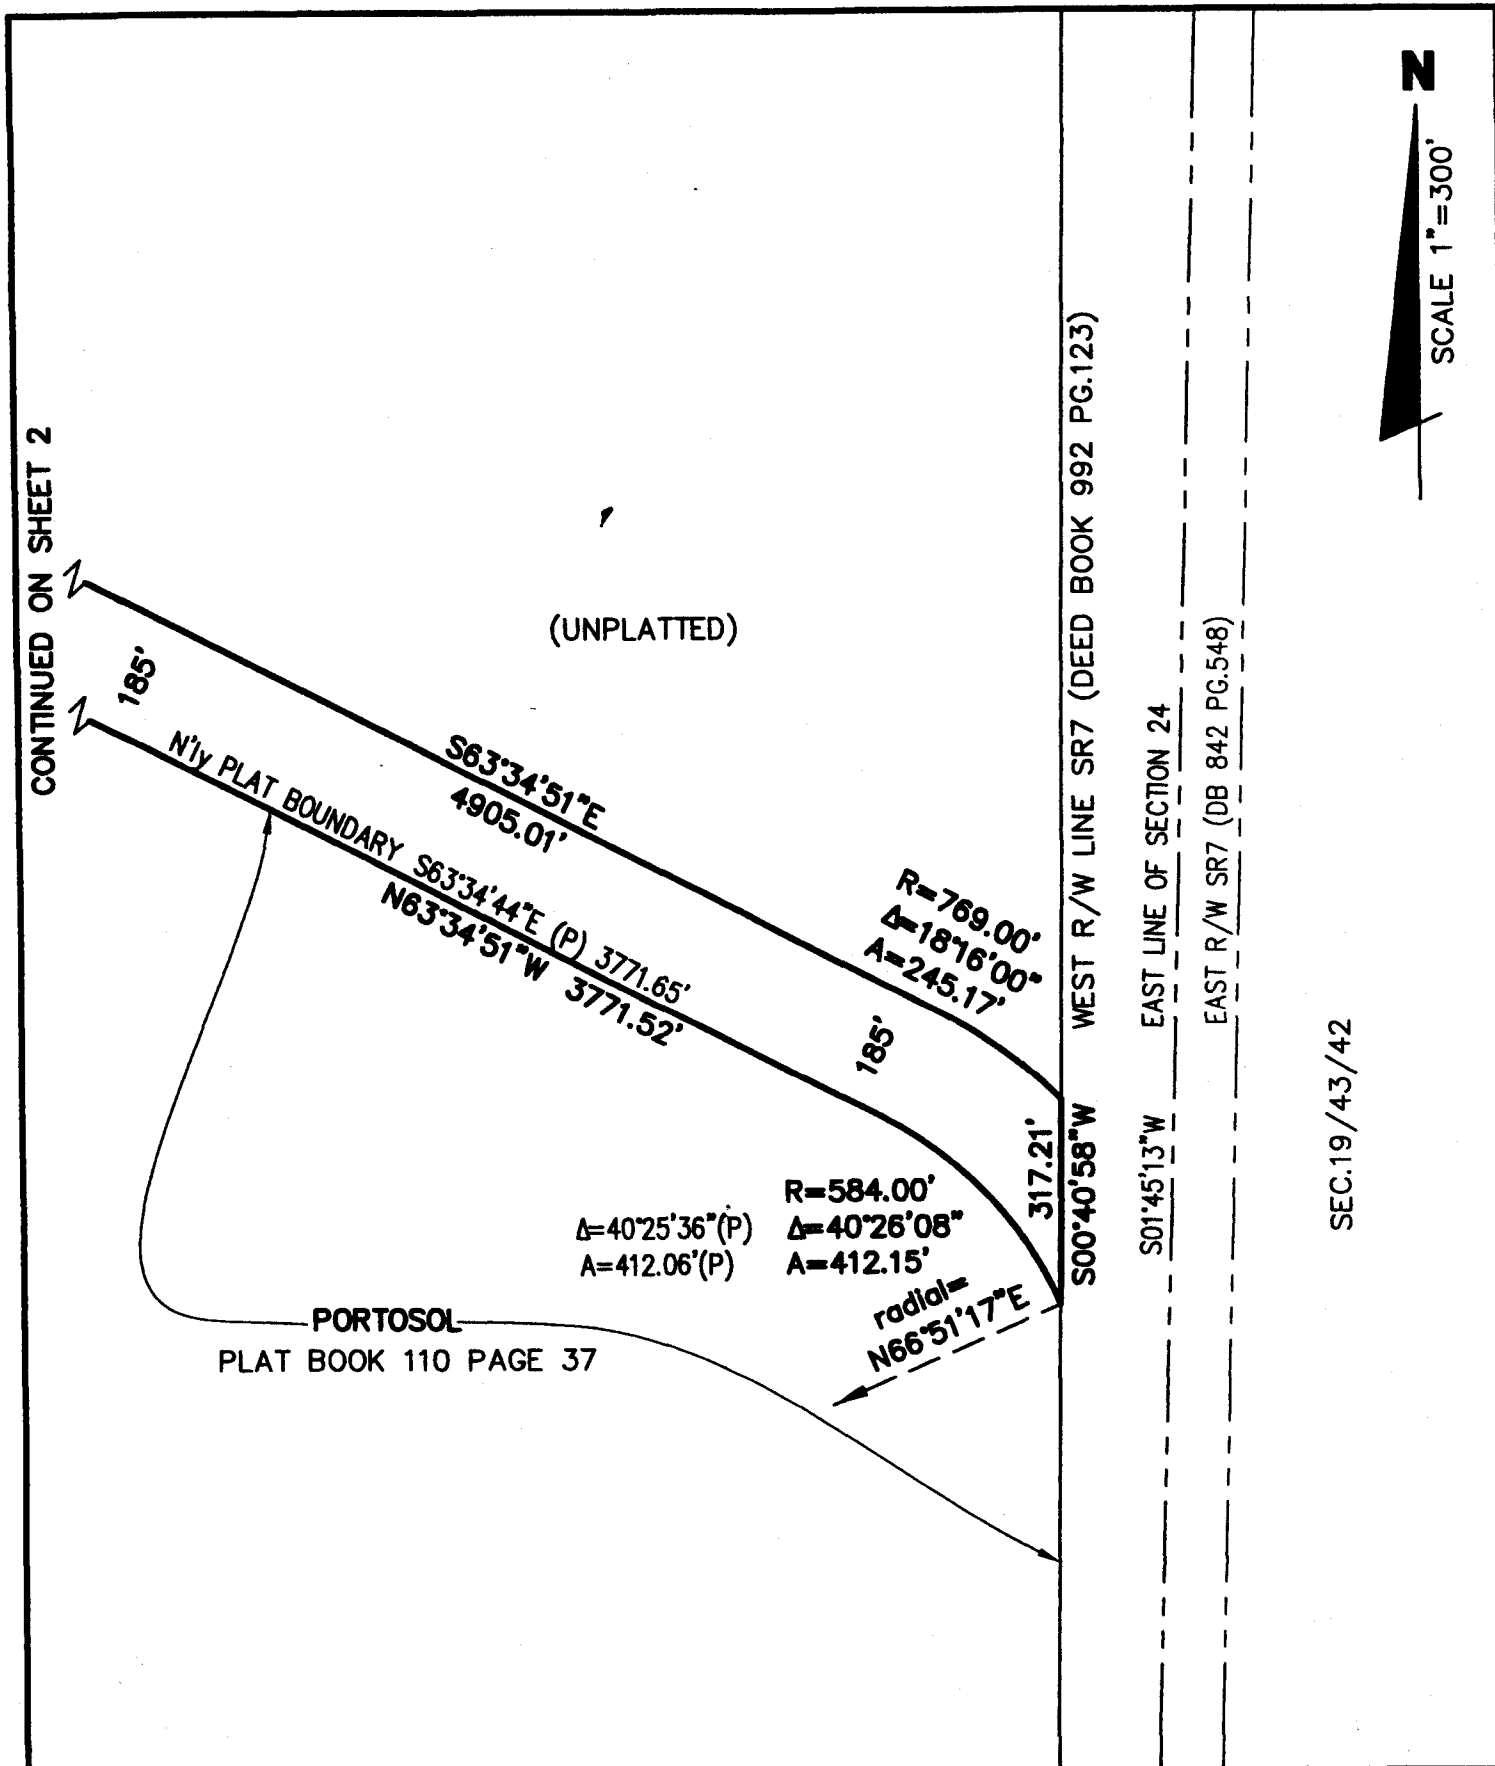 N
SCALE 1"=300'
CONTINUED ON SHEET 2
(UNPLATTED)
185'
S63°34'51"E
4905.01'
N'ly PLAT BOUNDARY S63°34'44"E (P) 3771.65'
N63°34'51"W 3771.52'
R=769.00'
Δ=18°16'00"
A=245.17'
185'
WEST R/W LINE SR7 (DEED BOOK 992 PG.123)
EAST LINE OF SECTION 24
EAST R/W SR7 (DB 842 PG.548)
317.21'
S00°40'58"W
S01°45'13"W
SEC.19/43/42
R=584.00'
Δ=40°25'36"(P) Δ=40°26'08"
A=412.06'(P) A=412.15'
radial=
N66°51'17"E
PORTOSOL
PLAT BOOK 110 PAGE 37